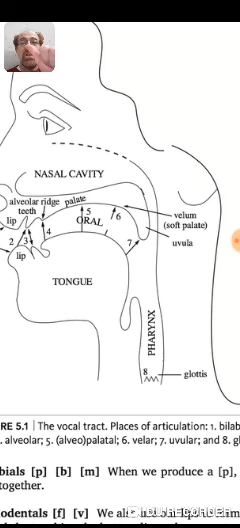 NASAL CAVITY
alveolar ridge palate
teeth
5
lip
ORAL
6
velum
(soft palate)
4
2
3
7
uvula
lip
TONGUE
PHARYNX
8
glottis
RE 5.1 | The vocal tract. Places of articulation: 1. bilab
. alveolar; 5. (alveo)palatal; 6. velar; 7. uvular; and 8. gl
bials [p] [b] [m] When we produce a [p],
together.
odentals [f] [v] We al
DU RECORDER